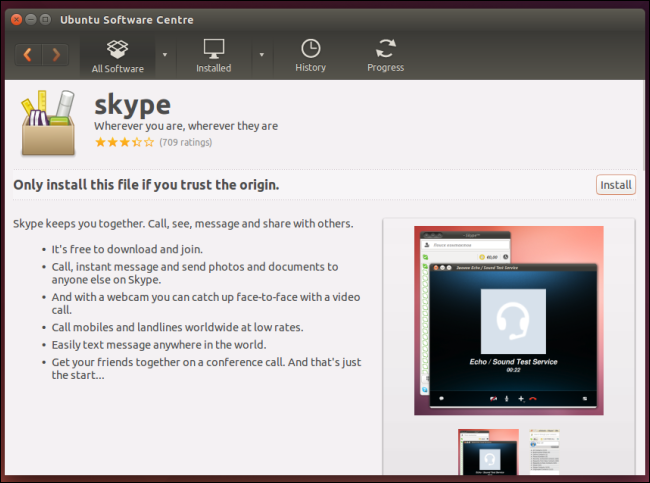 Ubuntu Software Centre
All Software
Installed
History
Progress
skype
Wherever you are, wherever they are
(709 ratings)
Only install this file if you trust the origin.
Install
Skype keeps you together. Call, see, message and share with others.
• It's free to download and join.
• Call, instant message and send photos and documents to
anyone else on Skype.
• And with a webcam you can catch up face-to-face with a video
call.
• Call mobiles and landlines worldwide at low rates.
• Easily text message anywhere in the world.
• Get your friends together on a conference call. And that's just
the start...
Echo / Sound Test Service
00:22